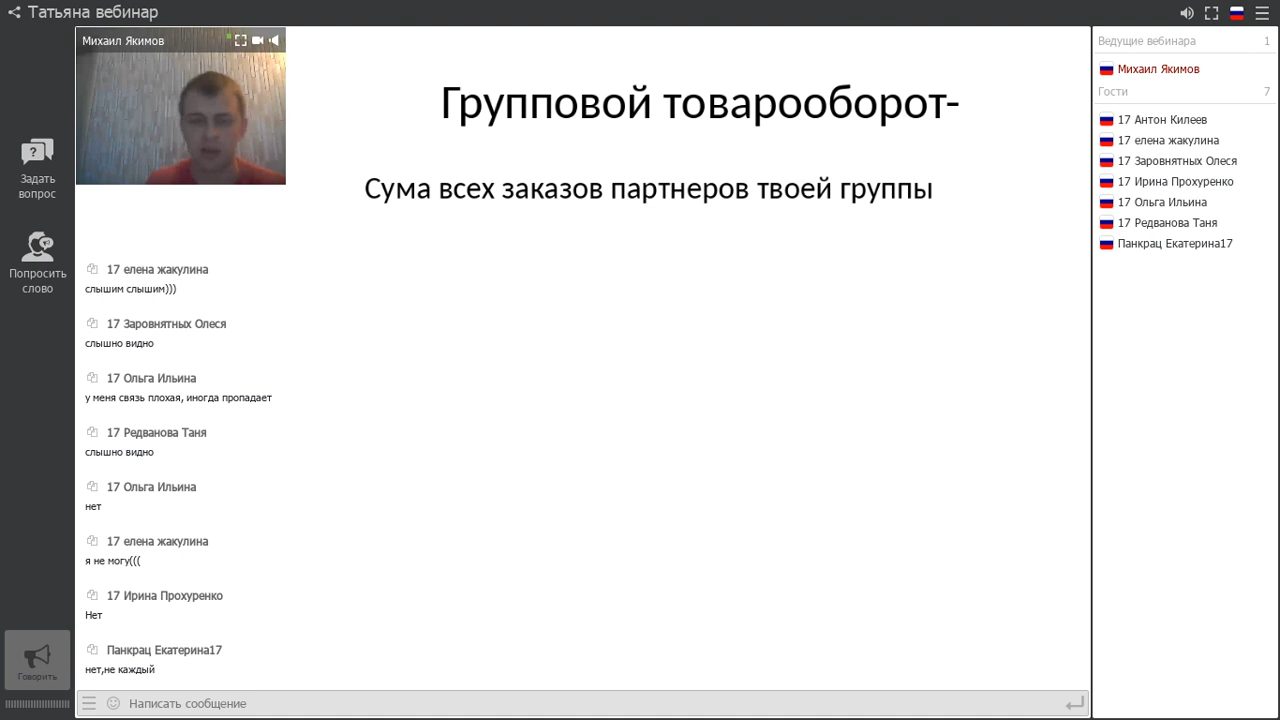 Татьяна вебинар
Михаил Якимов
Групповой товарооборот-
Сума всех заказов партнеров твоей группы
Задать
вопрос
Попросить
слово
17 елена жакулина
слышим слышим)))
17 Заровнятных Олеся
слышно видно
17 Ольга Ильина
у меня связь плохая, иногда пропадает
17 Редванова Таня
слышно видно
17 Ольга Ильина
нет
17 елена жакулина
я не могу(((
17 Ирина Прохуренко
Нет
Панкрац Екатерина17
нет,не каждый
Говорить
Написать сообщение
Ведущие вебинара 1
Михаил Якимов
Гости 7
17 Антон Килеев
17 елена жакулина
17 Заровнятных Олеся
17 Ирина Прохуренко
17 Ольга Ильина
17 Редванова Таня
Панкрац Екатерина17